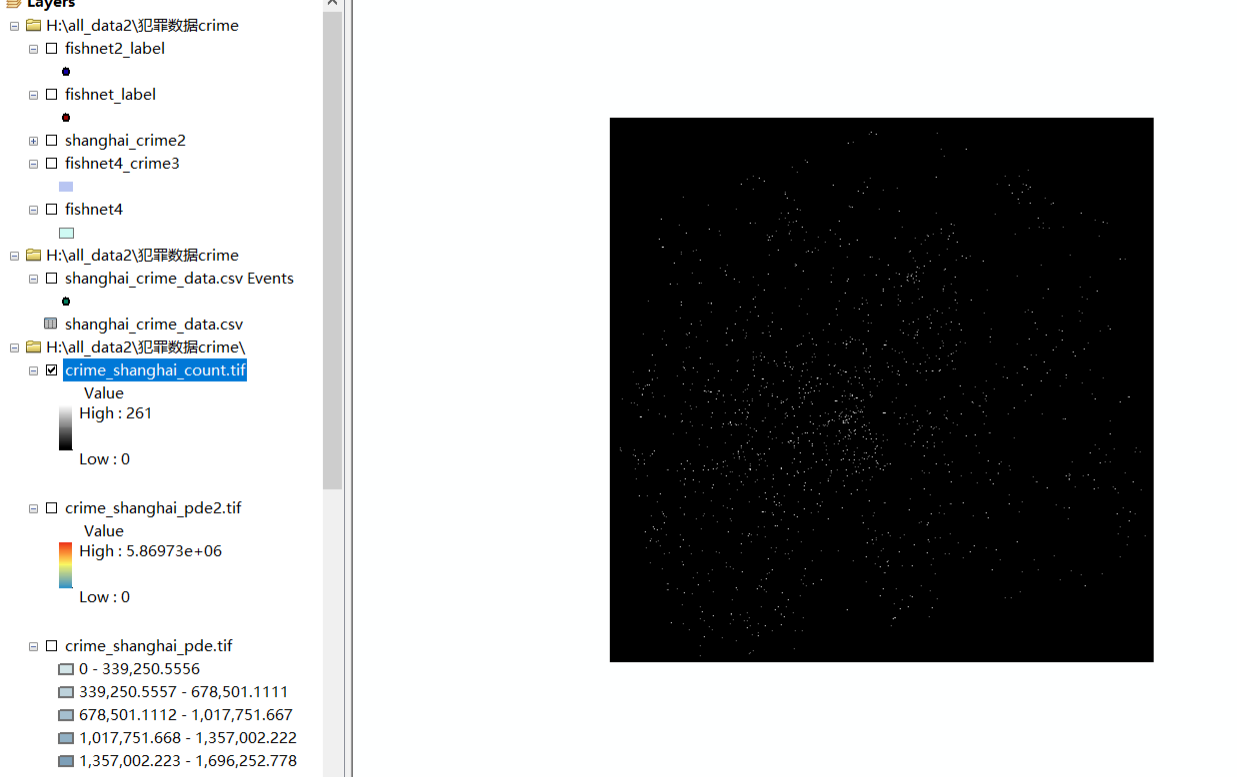 Layers
H:\all_data2\犯罪数据crime
fishnet2_label
fishnet_label
shanghai_crime2
fishnet4_crime3
fishnet4
H:\all_data2\犯罪数据crime
shanghai_crime_data.csv Events
shanghai_crime_data.csv
H:\all_data2\犯罪数据crime\
crime_shanghai_count.tif
Value
High : 261
Low : 0
crime_shanghai_pde2.tif
Value
High : 5.86973e+06
Low : 0
crime_shanghai_pde.tif
0 - 339,250.5556
339,250.5557 - 678,501.1111
678,501.1112 - 1,017,751.667
1,017,751.668 - 1,357,002.222
1,357,002.223 - 1,696,252.778